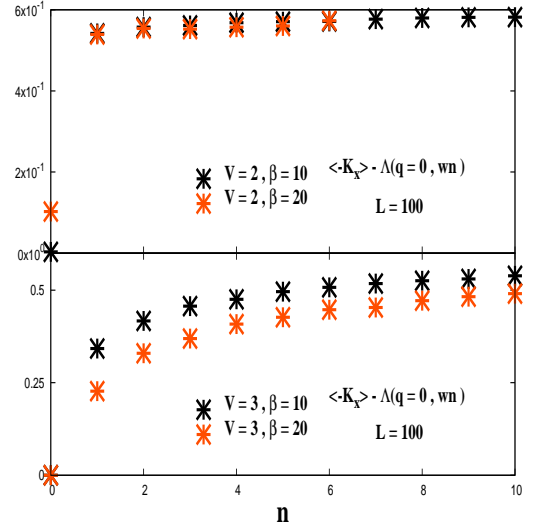 6x10⁻¹
4x10⁻¹
2x10⁻¹
0x10⁰
V = 2 , β = 10 <-Kₓ> - Λ(q = 0 , wn )
V = 2 , β = 20
L = 100
0.5
0.25
0
V = 3 , β = 10 <-Kₓ> - Λ(q = 0 , wn )
V = 3 , β = 20
L = 100
0 2 4 6 8 10
n